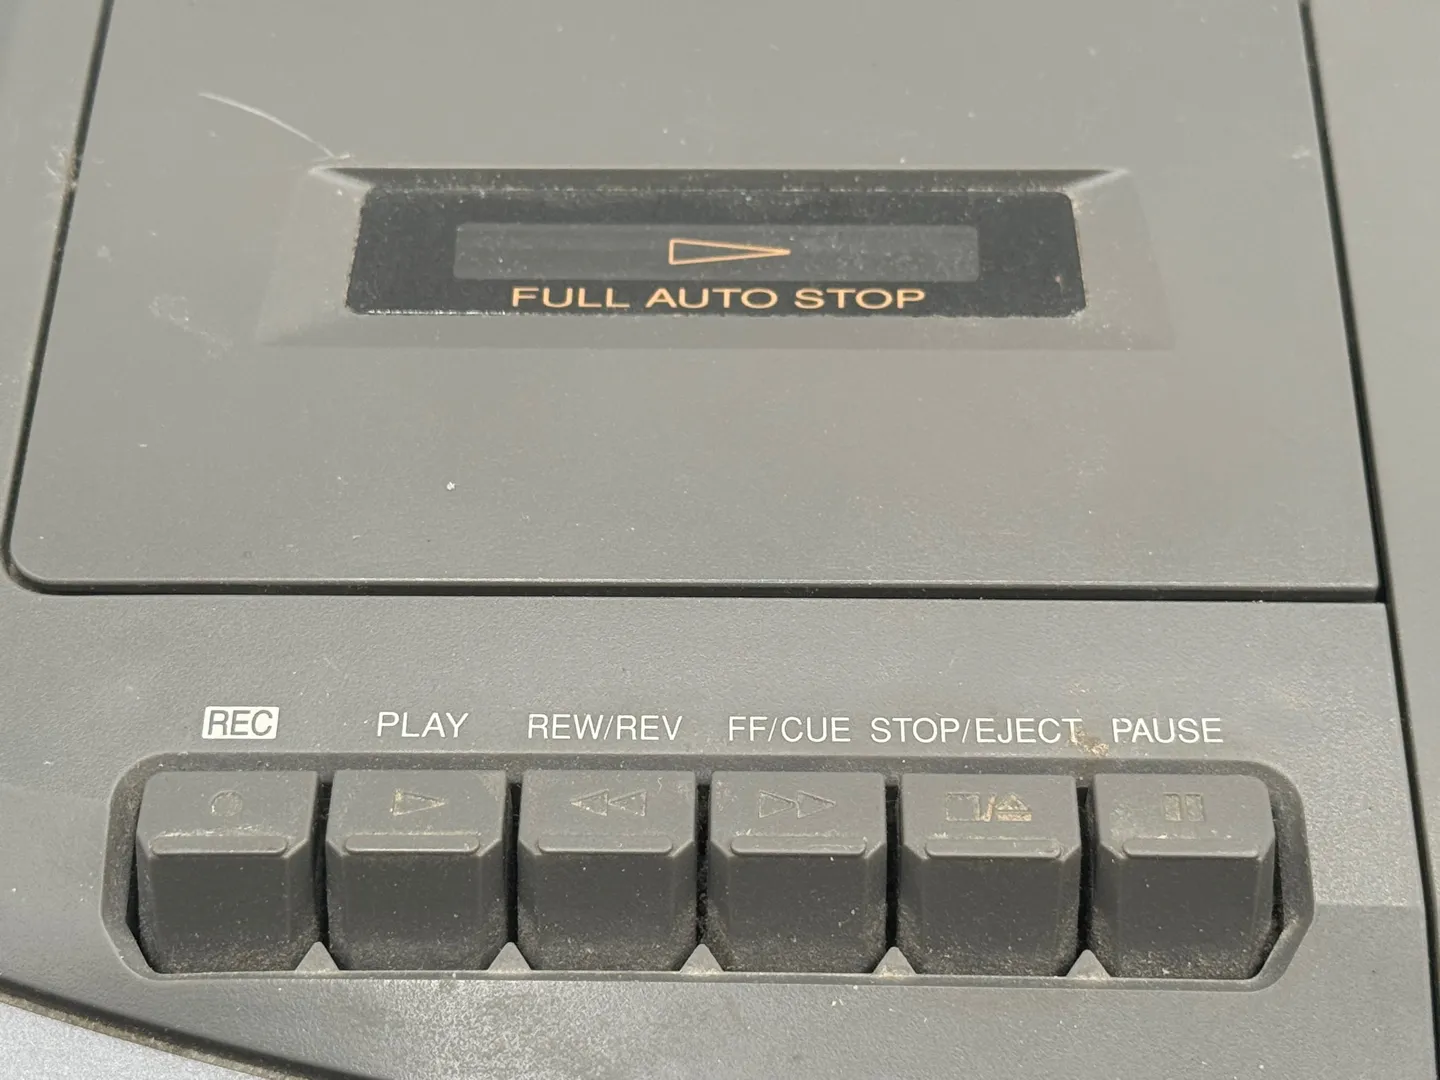 FULL AUTO STOP
REC PLAY REW/REV FF/CUE STOP/EJECT PAUSE